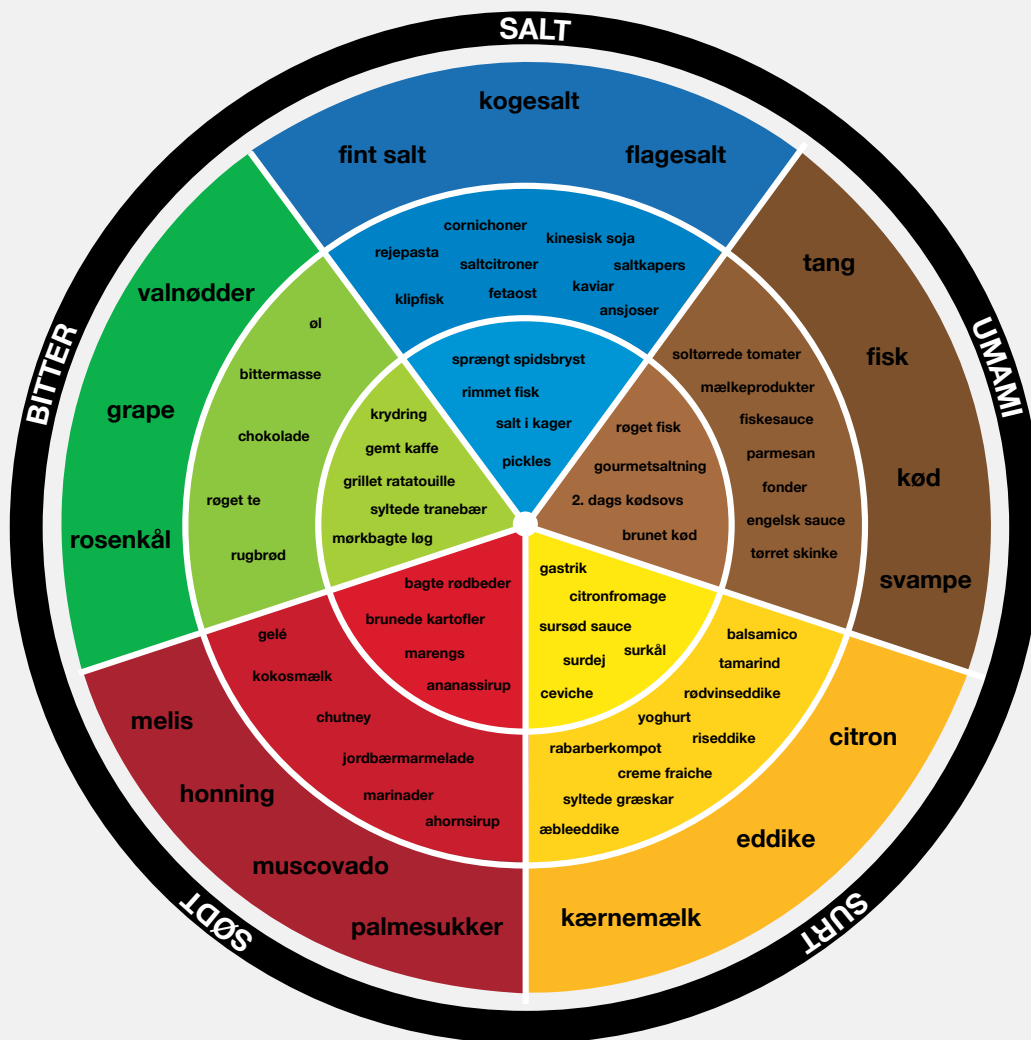 SALT
kogesalt
fint salt
flagesalt
cornichoner
kinesisk soja
rejepasta
saltcitroner
saltkapers
klipfisk
fetaost
kaviar
ansjoser
sprængt spidsbryst
rimmet fisk
salt i kager
pickles
UMAMI
tang
fisk
kød
svampe
soltørrede tomater
mælkeprodukter
fiskesauce
parmesan
fonder
engelsk sauce
tørret skinke
røget fisk
gourmetsaltning
2. dags kødsovs
brunet kød
SURT
citron
eddike
kærnemælk
balsamico
tamarind
rødvinseddike
yoghurt
riseddike
rabarberkompot
creme fraiche
syltede græskar
æbleeddike
gastrik
citronfromage
sursød sauce
surkål
surdej
ceviche
SØDT
melis
honning
muscovado
palmesukker
gelé
kokosmælk
chutney
jordbærmarmelade
marinader
ahornsirup
bagte rødbeder
brunede kartofler
marengs
ananassirup
BITTER
valnødder
grape
rosenkål
øl
bittermasse
chokolade
røget te
rugbrød
krydring
gemt kaffe
grillet ratatouille
syltede tranebær
mørkbagte løg